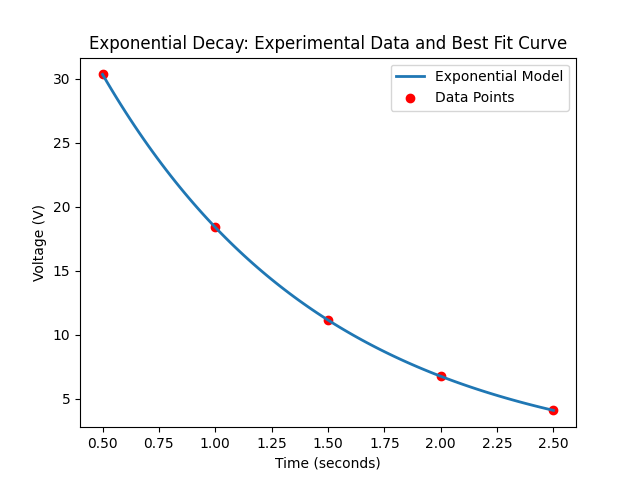 Exponential Decay: Experimental Data and Best Fit Curve
Exponential Model
Data Points
30
25
20
15
10
5
Voltage (V)
0.50 0.75 1.00 1.25 1.50 1.75 2.00 2.25 2.50
Time (seconds)